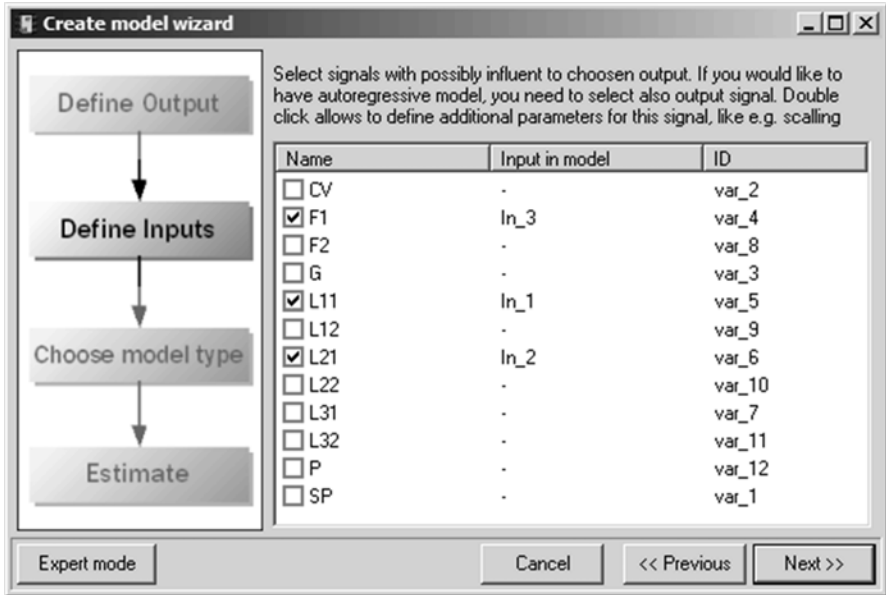 Create model wizard
Define Output
Define Inputs
Choose model type
Estimate
Select signals with possibly influent to choosen output. If you would like to
have autoregressive model, you need to select also output signal. Double
click allows to define additional parameters for this signal, like e.g. scalling
Name Input in model ID
CV - var_2
F1 In_3 var_4
F2 - var_8
G - var_3
L11 In_1 var_5
L12 - var_9
L21 In_2 var_6
L22 - var_10
L31 - var_7
L32 - var_11
P - var_12
SP - var_1
Expert mode Cancel << Previous Next >>